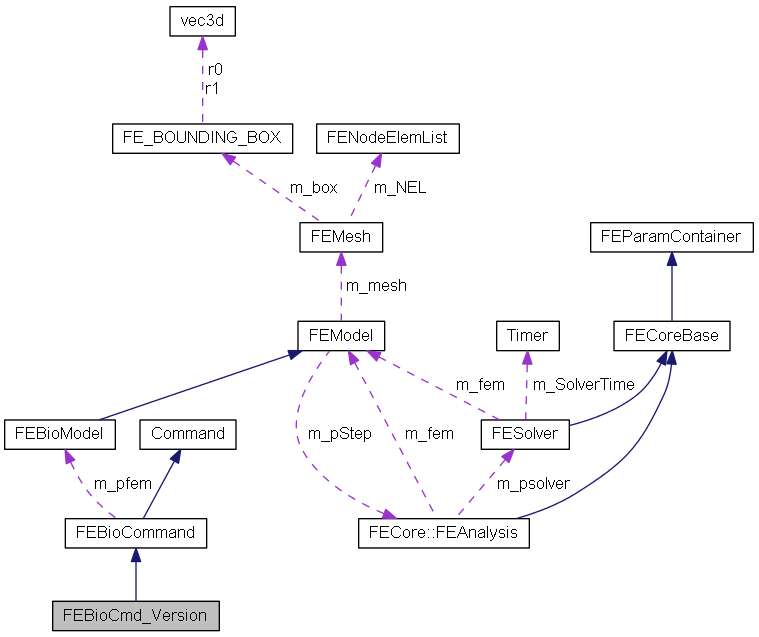 vec3d
r0
r1
FE_BOUNDING_BOX
FENodeElemList
m_box
m_NEL
FEMesh
FEParamContainer
m_mesh
FEModel
Timer
FECoreBase
m_fem
m_SolverTime
FEBioModel
Command
m_pStep
m_fem
FESolver
m_pfem
m_psolver
FEBioCommand
FECore::FEAnalysis
FEBioCmd_Version